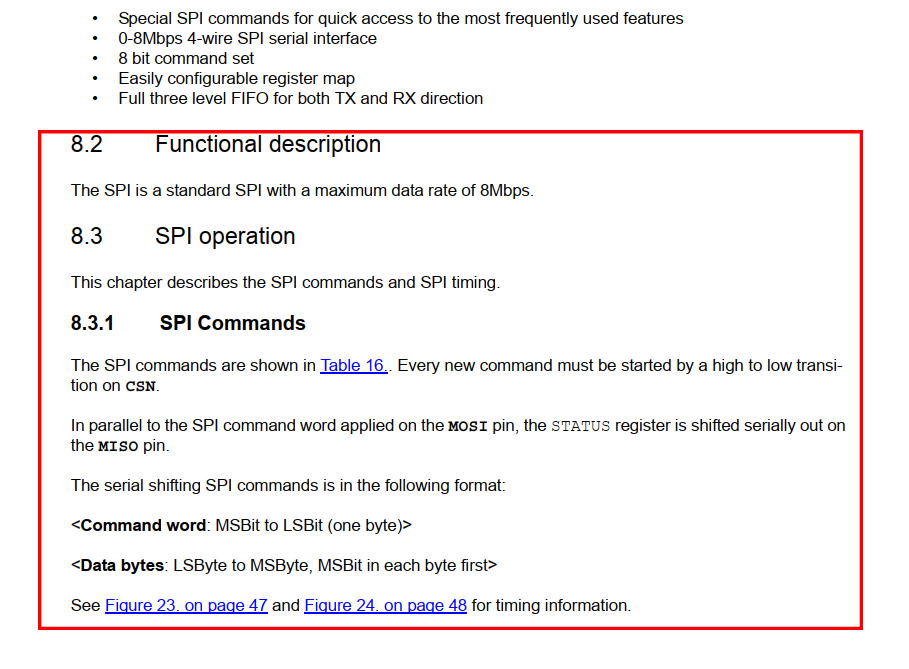 • Special SPI commands for quick access to the most frequently used features
• 0-8Mbps 4-wire SPI serial interface
• 8 bit command set
• Easily configurable register map
• Full three level FIFO for both TX and RX direction
8.2 Functional description
The SPI is a standard SPI with a maximum data rate of 8Mbps.
8.3 SPI operation
This chapter describes the SPI commands and SPI timing.
8.3.1 SPI Commands
The SPI commands are shown in Table 16.. Every new command must be started by a high to low transi-
tion on CSN.
In parallel to the SPI command word applied on the MOSI pin, the STATUS register is shifted serially out on
the MISO pin.
The serial shifting SPI commands is in the following format:
<Command word: MSBit to LSBit (one byte)>
<Data bytes: LSByte to MSByte, MSBit in each byte first>
See Figure 23. on page 47 and Figure 24. on page 48 for timing information.